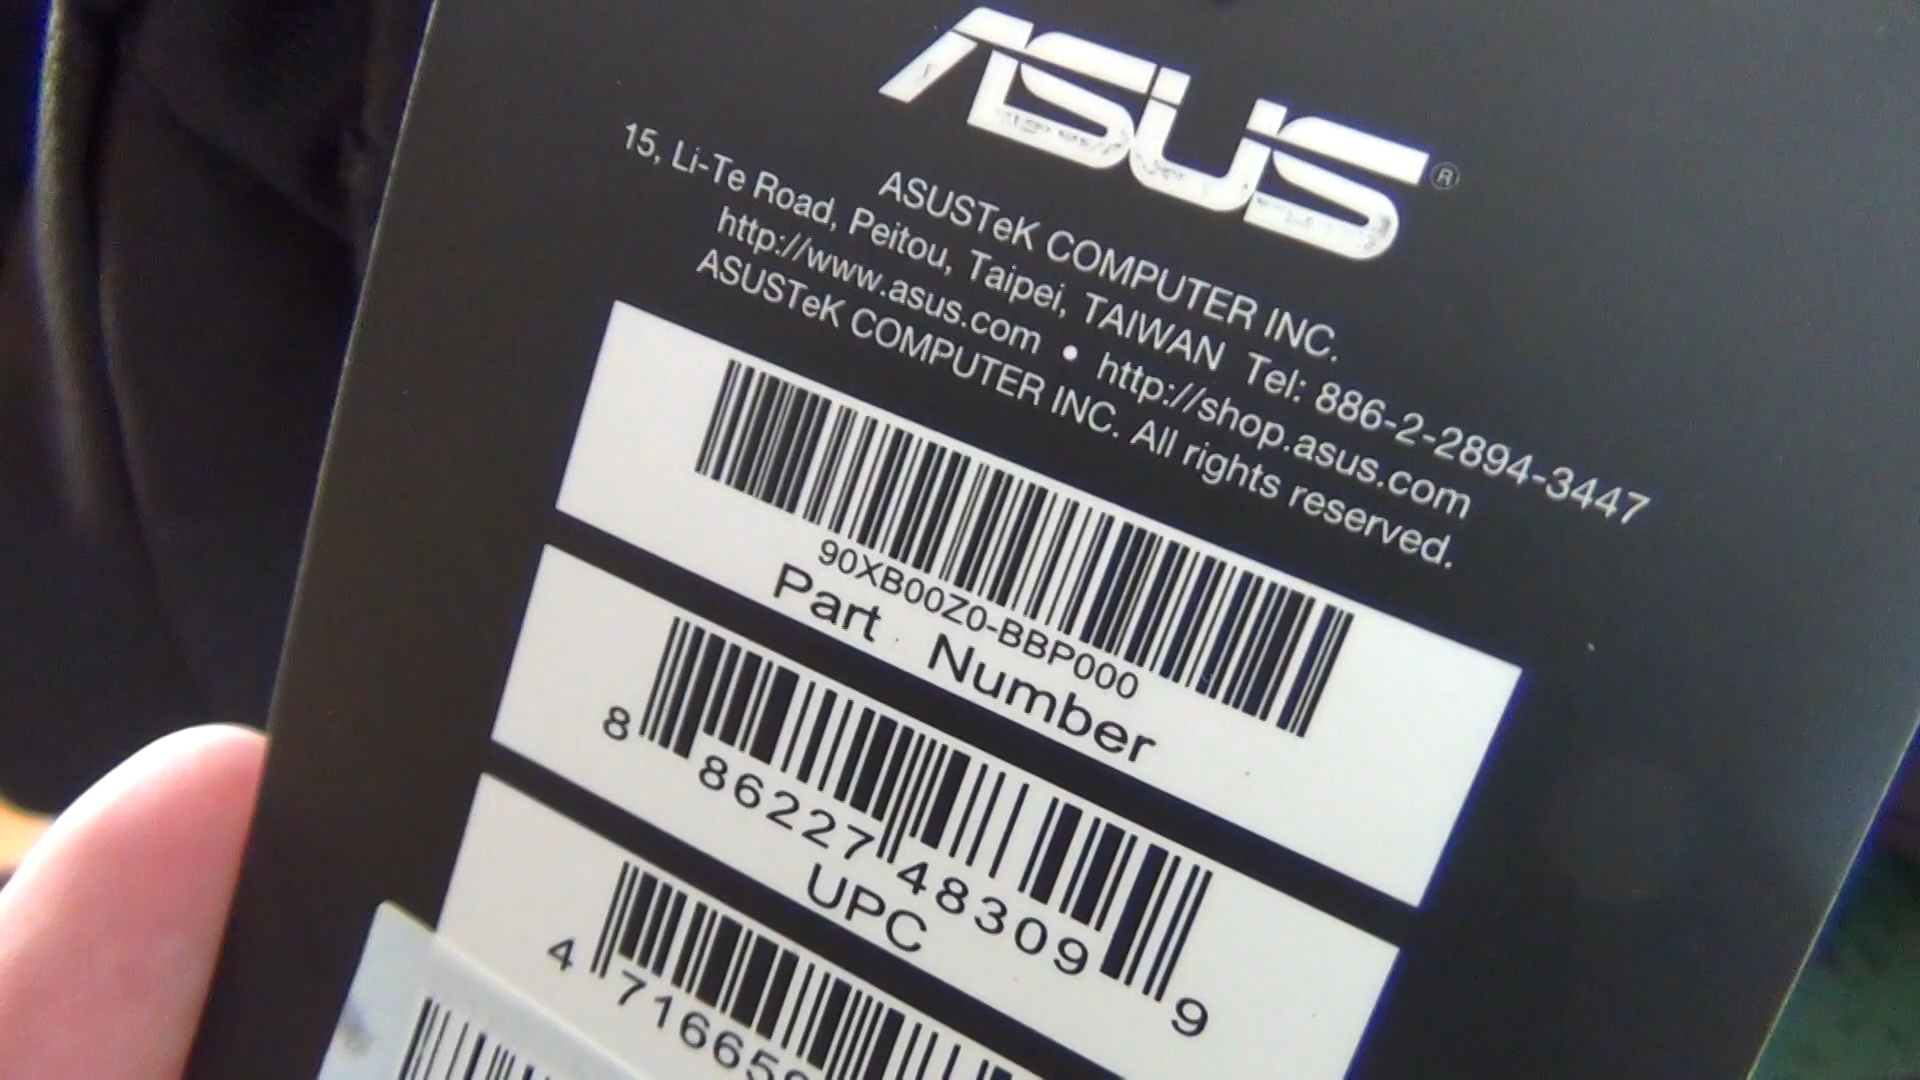 ASUS®
ASUSTeK COMPUTER INC.
15, Li-Te Road, Peitou, Taipei, TAIWAN Tel: 886-2-2894-3447
http://www.asus.com • http://shop.asus.com
ASUSTeK COMPUTER INC. All rights reserved.
90XB00Z0-BBP000
Part Number
8 86227 48309 9
UPC
4 71665